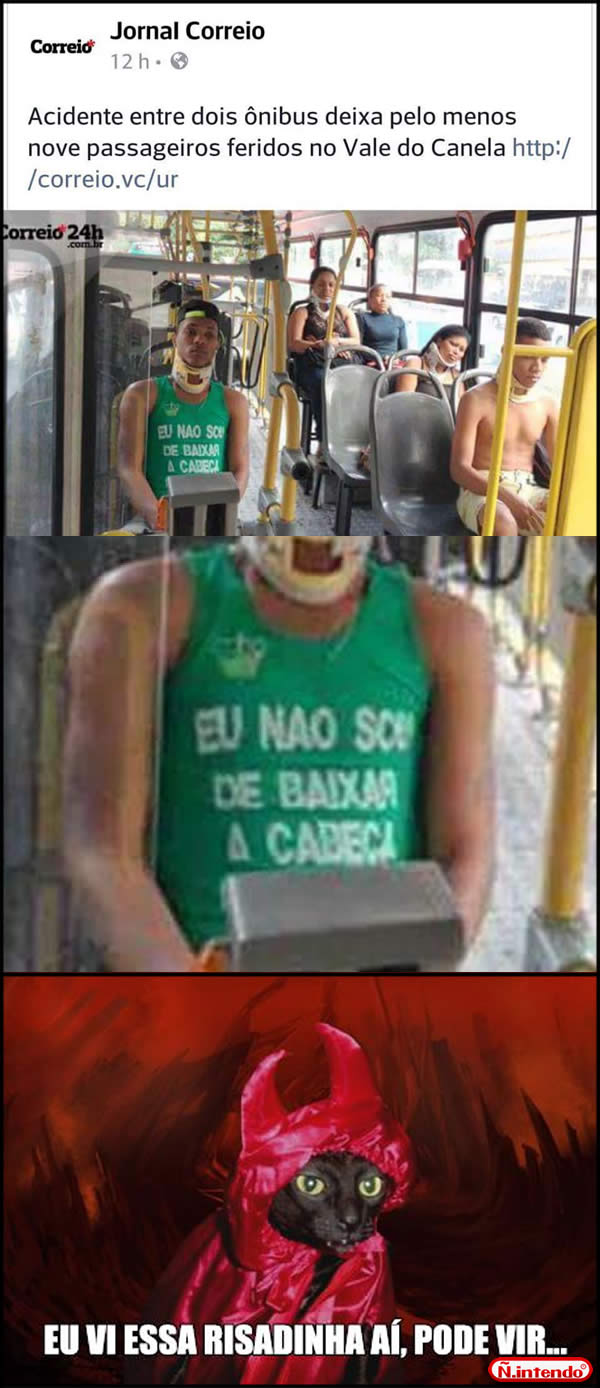 Jornal Correio
Correio*
12 h
Acidente entre dois ônibus deixa pelo menos
nove passageiros feridos no Vale do Canela http:/
/correio.vc/ur
Correio* 24h
.com.br
EU NAO SOU
DE BAIXAR
A CABEÇA
EU NAO SOU
DE BAIXAR
A CABEÇA
EU VI ESSA RISADINHA AÍ, PODE VIR...
Ñ.intendo